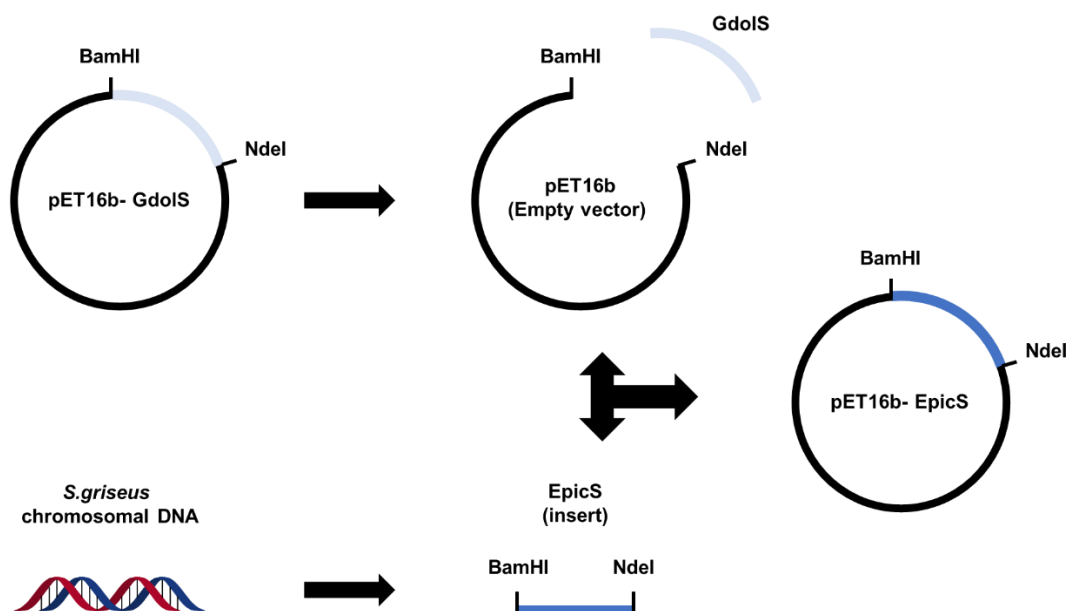 GdolS
BamHI
BamHI
NdeI
NdeI
pET16b- GdolS
pET16b
(Empty vector)
BamHI
NdeI
pET16b- EpicS
S.griseus
chromosomal DNA
EpicS
(insert)
BamHI
NdeI